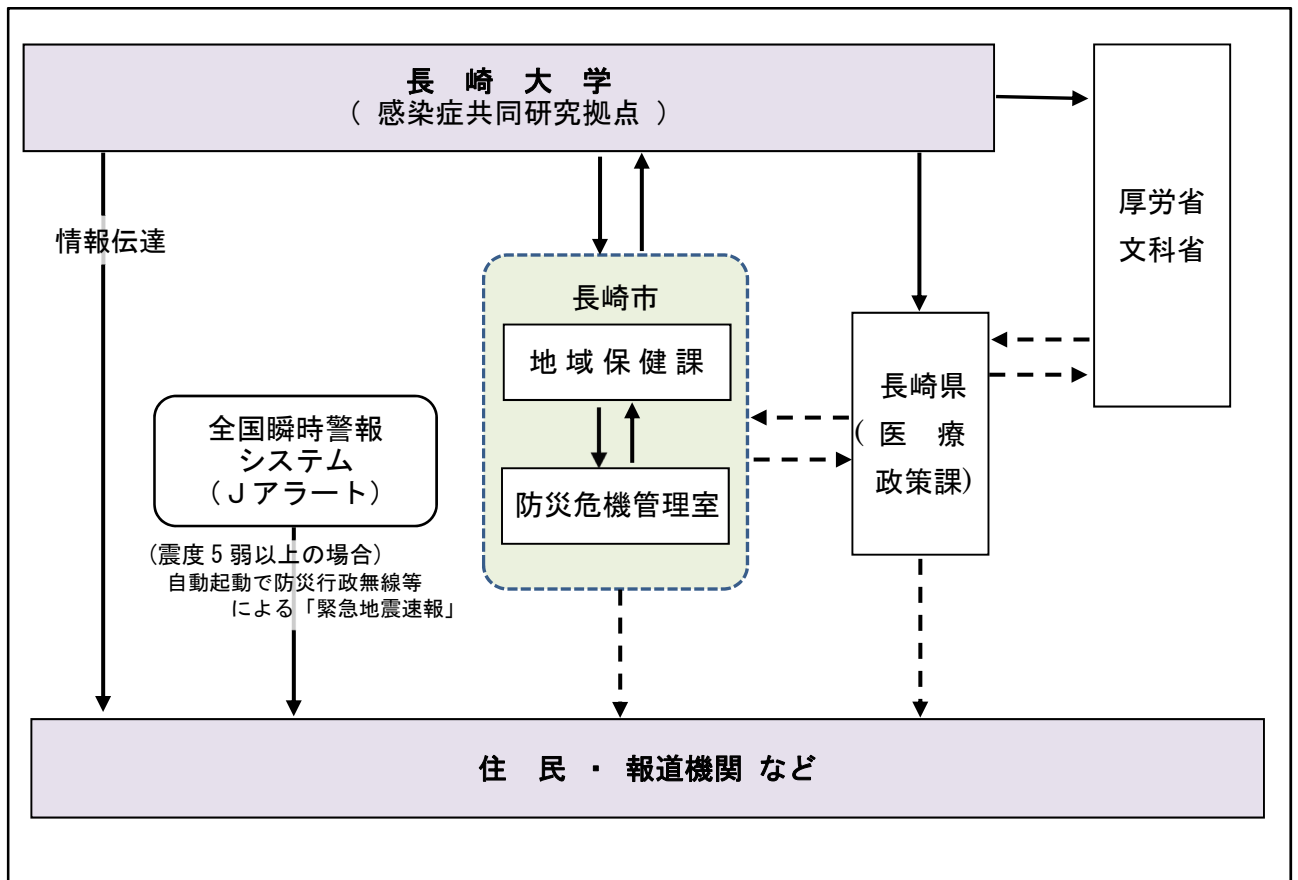 長 崎 大 学
( 感染症共同研究拠点 )
厚労省
文科省
情報伝達
長崎市
地 域 保 健 課
防災危機管理室
長崎県
( 医 療
政策課)
全国瞬時警報
システム
(Jアラート)
(震度5弱以上の場合)
自動起動で防災行政無線等
による「緊急地震速報」
住 民 ・ 報道機関 など